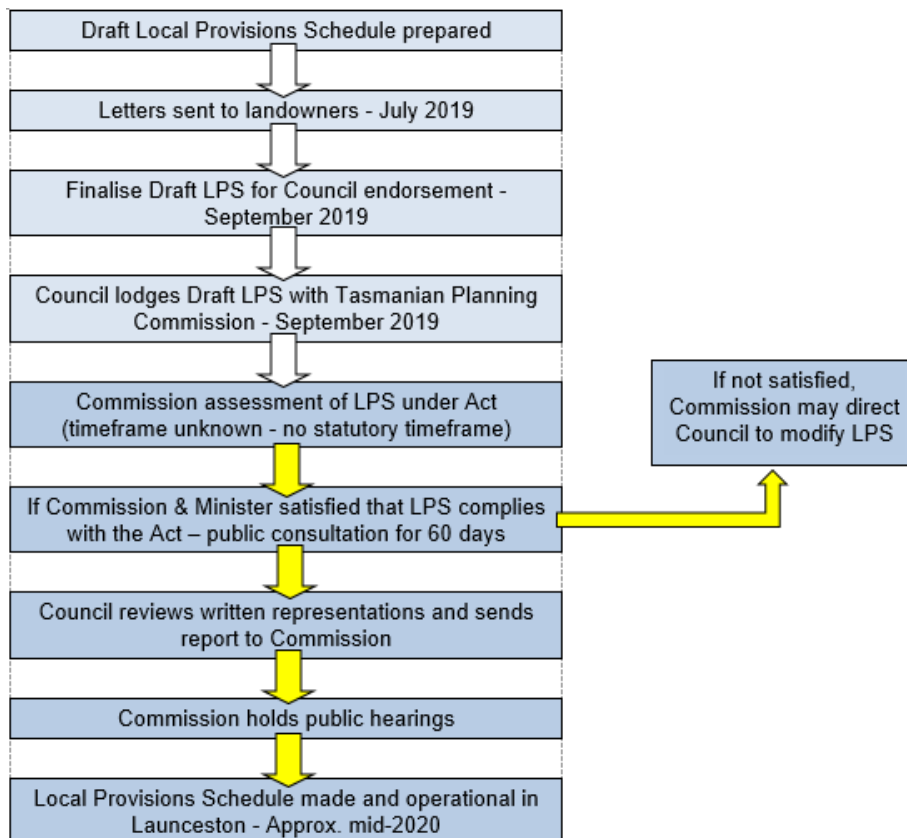 Draft Local Provisions Schedule prepared
Letters sent to landowners - July 2019
Finalise Draft LPS for Council endorsement -
September 2019
Council lodges Draft LPS with Tasmanian Planning
Commission - September 2019
Commission assessment of LPS under Act
(timeframe unknown - no statutory timeframe)
If not satisfied,
Commission may direct
Council to modify LPS
If Commission & Minister satisfied that LPS complies
with the Act – public consultation for 60 days
Council reviews written representations and sends
report to Commission
Commission holds public hearings
Local Provisions Schedule made and operational in
Launceston - Approx. mid-2020